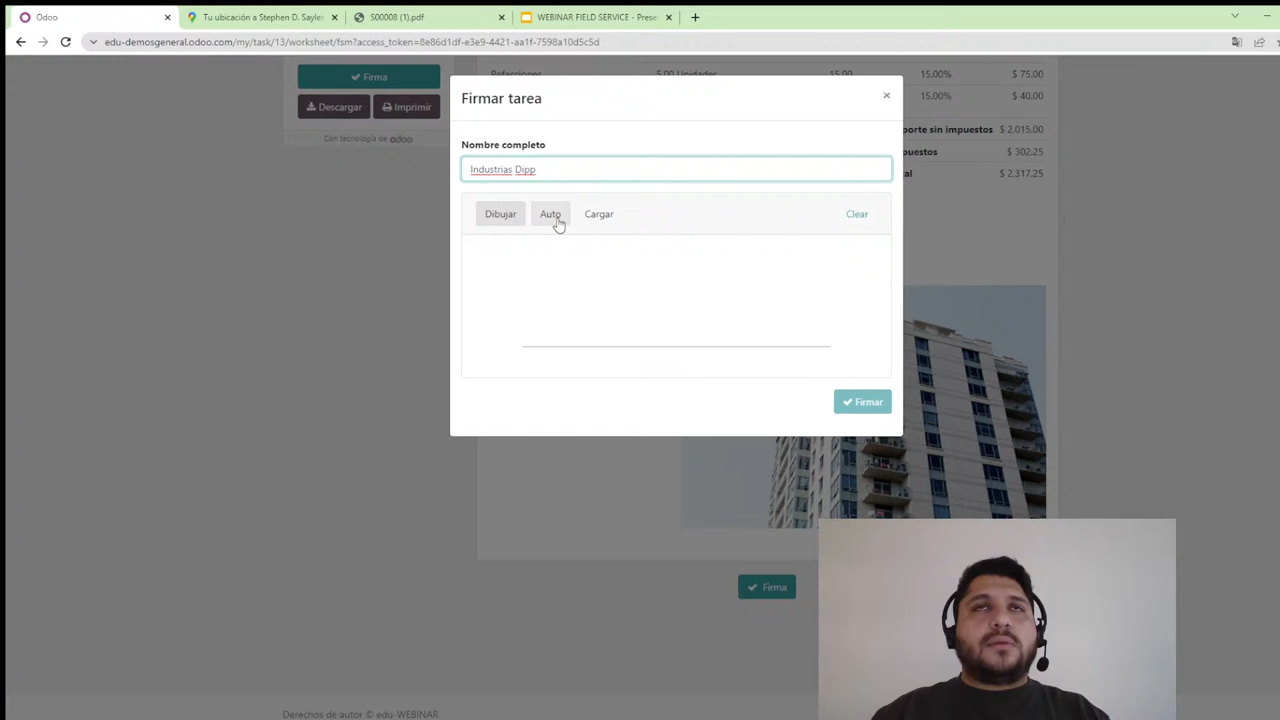 Odoo
Tu ubicación a Stephen D. Sayles
S00008 (1).pdf
WEBINAR FIELD SERVICE - Prese
edu-demosgeneral.odoo.com/my/task/13/worksheet/fsm?access_token=8e86d1df-e3e9-4421-aa1f-7598a10d5c5d
Firma
Descargar
Imprimir
Con tecnología de odoo
Refacciones 5.00 Unidades 15.00 15.00% $ 75.00
15.00% $ 40.00
porte sin impuestos $ 2,015.00
puestos $ 302.25
tal $ 2,317.25
Firmar tarea
×
Nombre completo
Industrias Dipp
Dibujar Auto Cargar Clear
Firmar
Firma
Derechos de autor © edu-WEBINAR